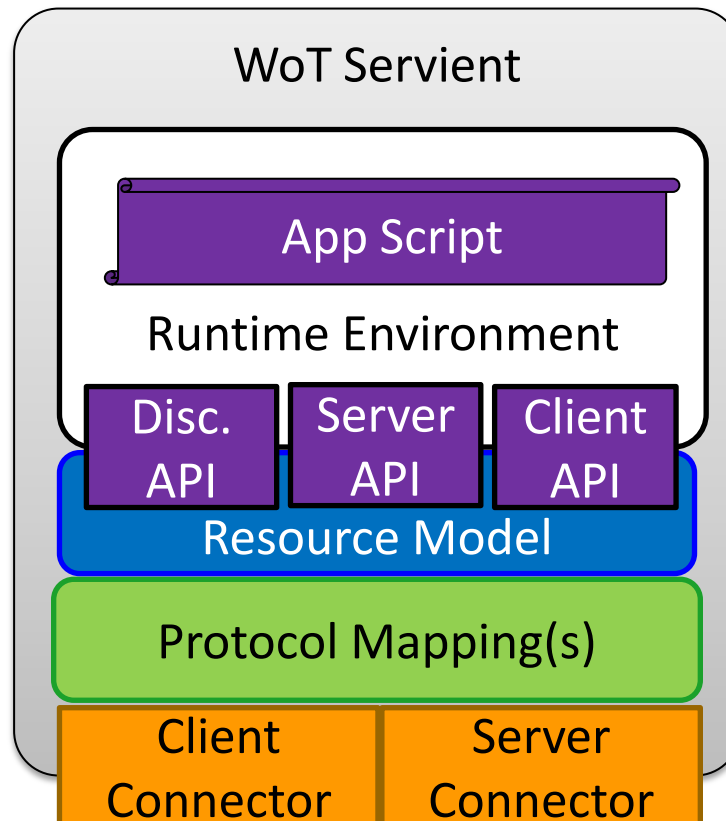 WoT Servient
App Script
Runtime Environment
Disc.
API
Server
API
Client
API
Resource Model
Protocol Mapping(s)
Client
Connector
Server
Connector